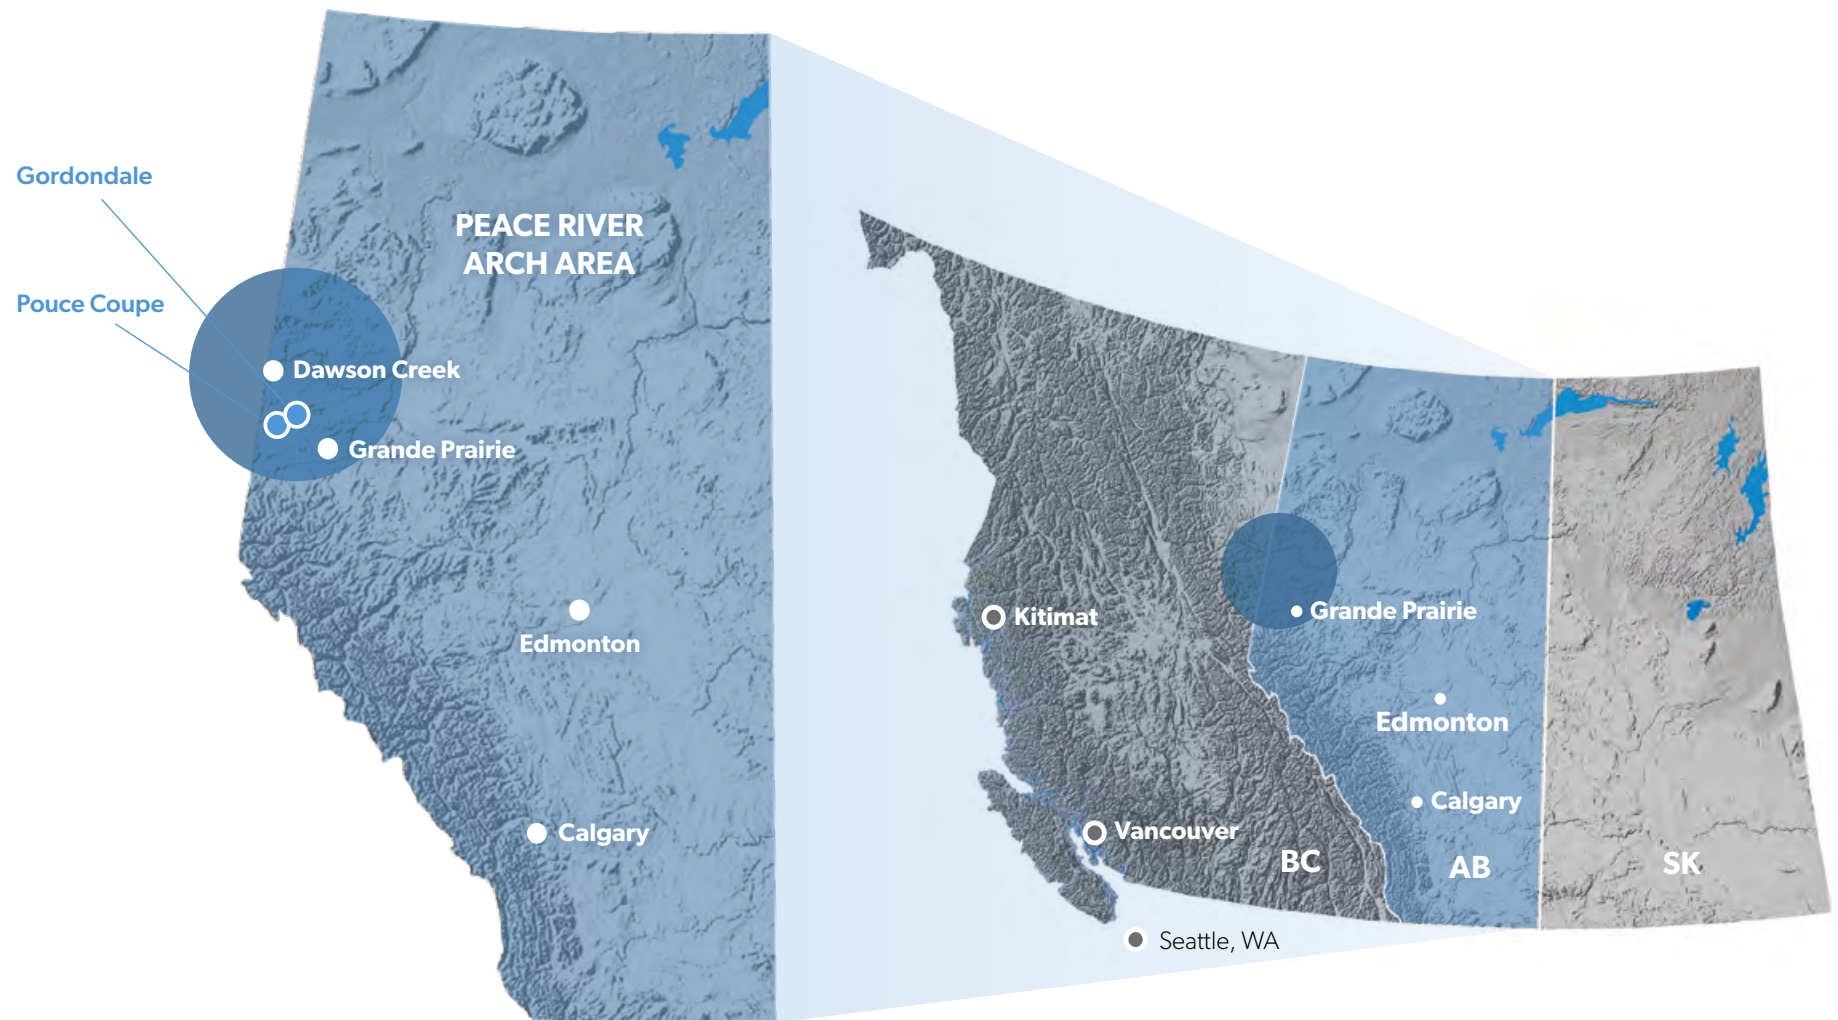 Gordondale
PEACE RIVER
ARCH AREA
Pouce Coupe
Dawson Creek
Grande Prairie
Edmonton
Calgary
Kitimat
Grande Prairie
Edmonton
Calgary
Vancouver
BC
AB
SK
Seattle, WA